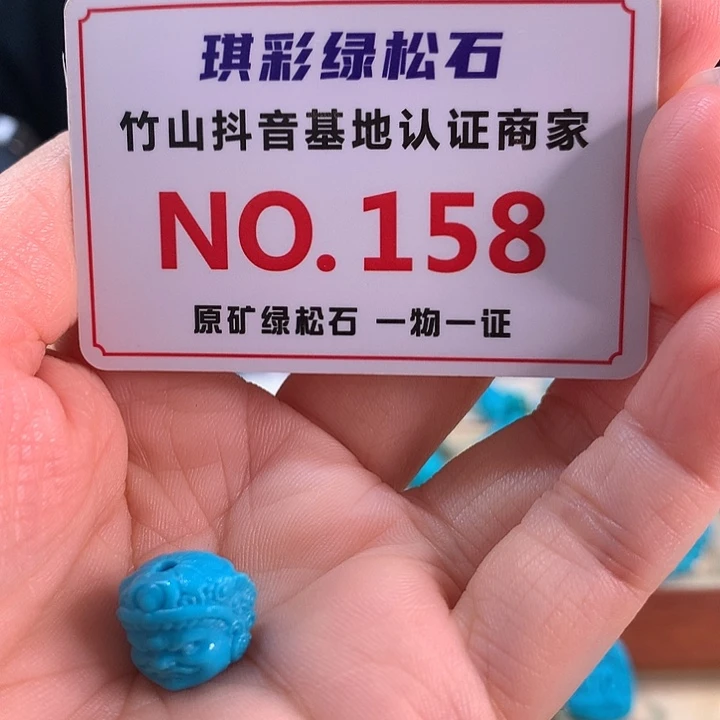 琪彩绿松石
竹山抖音基地认证商家
NO.158
原矿绿松石 一物一证